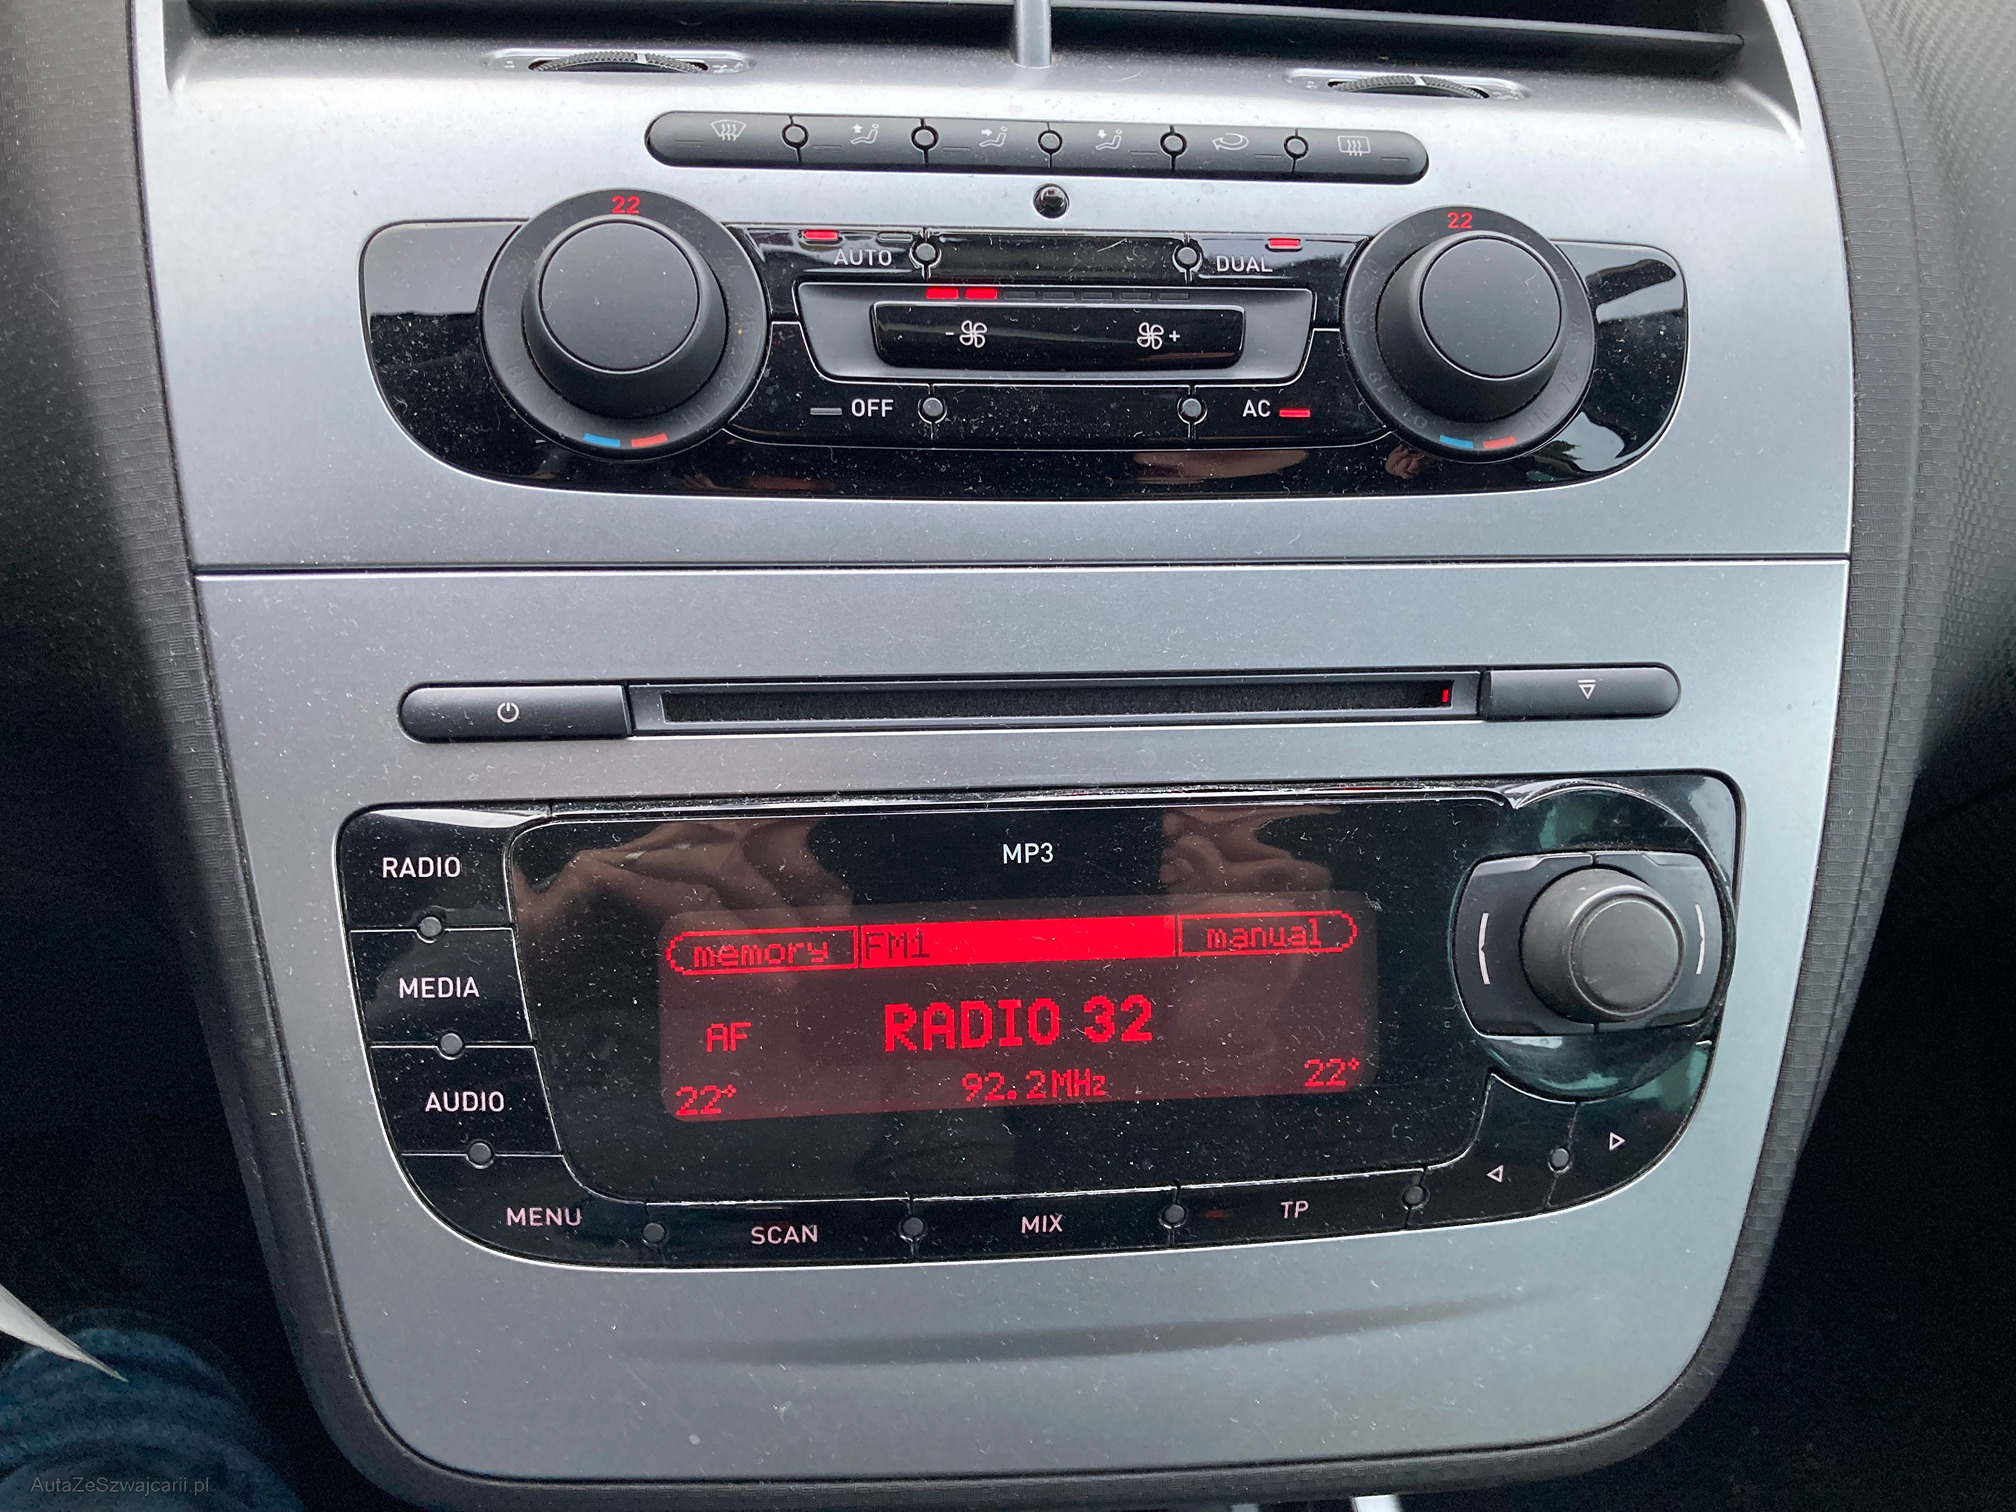 22
22
AUTO
DUAL
-
+
OFF
AC
MP3
RADIO
MEDIA
AUDIO
memory FM1 manual
AF RADIO 32
22° 92.2MHz 22°
MENU
SCAN
MIX
TP
AutaZeSzwajcarii.pl